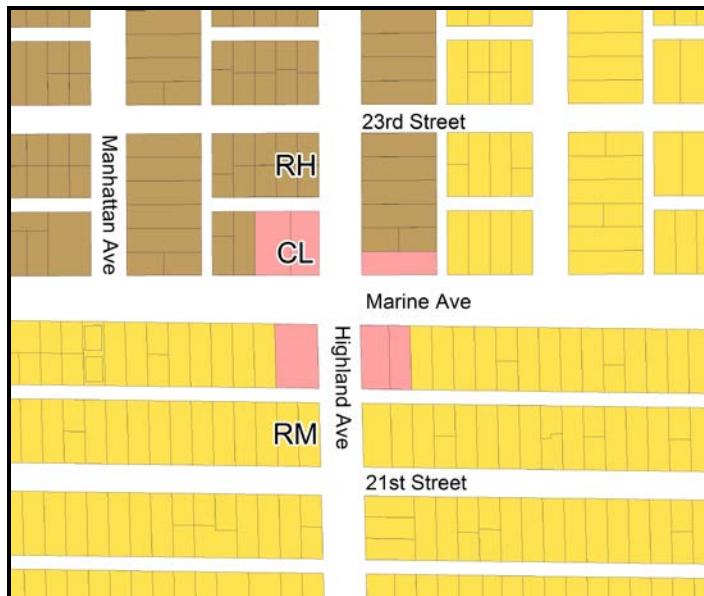 23rd Street
Manhattan Ave
RH
CL
Marine Ave
Highland Ave
RM
21st Street